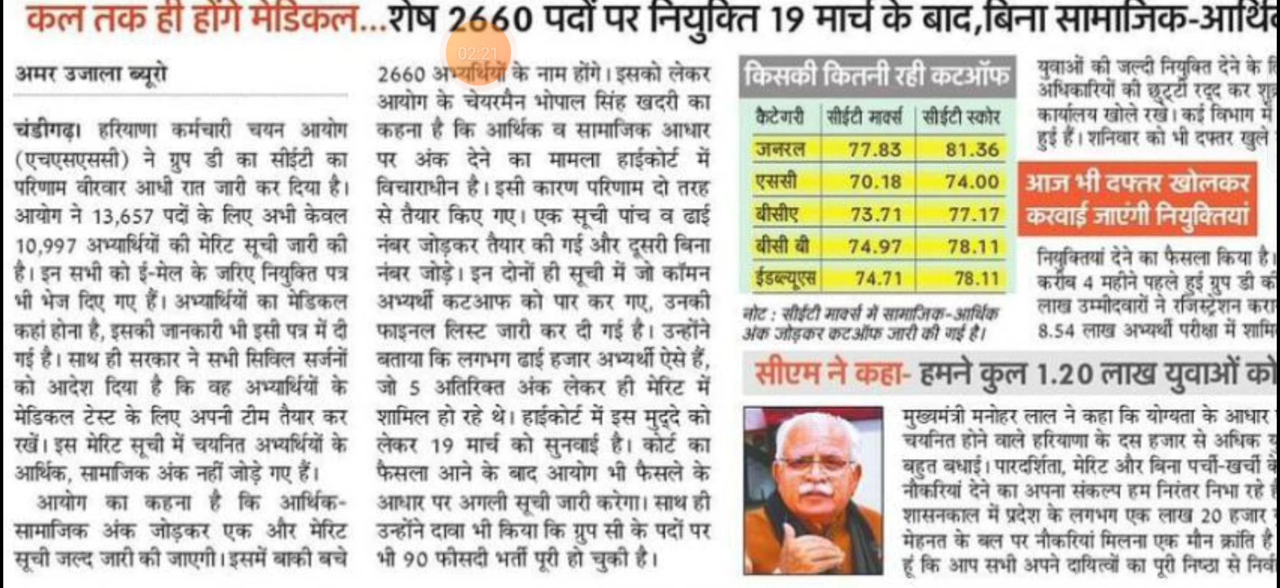 कल तक ही होंगे मेडिकल...शेष 2660 पदों पर नियुक्ति 19 मार्च के बाद,बिना सामाजिक-आर्थि
02:21
अमर उजाला ब्यूरो
चंडीगढ़। हरियाणा कर्मचारी चयन आयोग
(एचएसएससी) ने ग्रुप डी का सीईटी का
परिणाम वीरवार आधी रात जारी कर दिया है।
आयोग ने 13,657 पदों के लिए अभी केवल
10,997 अभ्यार्थियों की मेरिट सूची जारी की
है। इन सभी को ई-मेल के जरिए नियुक्ति पत्र
भी भेज दिए गए हैं। अभ्यार्थियों का मेडिकल
कहां होना है, इसकी जानकारी भी इसी पत्र में दी
गई है। साथ ही सरकार ने सभी सिविल सर्जनों
को आदेश दिया है कि वह अभ्यार्थियों के
मेडिकल टेस्ट के लिए अपनी टीम तैयार कर
रखें। इस मेरिट सूची में चयनित अभ्यर्थियों के
आर्थिक, सामाजिक अंक नहीं जोड़े गए हैं।
आयोग का कहना है कि आर्थिक-
सामाजिक अंक जोड़कर एक और मेरिट
सूची जल्द जारी की जाएगी। इसमें बाकी बचे
2660 अभ्यर्थियों के नाम होंगे। इसको लेकर
आयोग के चेयरमैन भोपाल सिंह खदरी का
कहना है कि आर्थिक व सामाजिक आधार
पर अंक देने का मामला हाईकोर्ट में
विचाराधीन है। इसी कारण परिणाम दो तरह
से तैयार किए गए। एक सूची पांच व ढाई
नंबर जोड़कर तैयार की गई और दूसरी बिना
नंबर जोड़े। इन दोनों ही सूची में जो कॉमन
अभ्यर्थी कटआफ को पार कर गए, उनकी
फाइनल लिस्ट जारी कर दी गई है। उन्होंने
बताया कि लगभग ढाई हजार अभ्यर्थी ऐसे हैं,
जो 5 अतिरिक्त अंक लेकर ही मेरिट में
शामिल हो रहे थे। हाईकोर्ट में इस मुद्दे को
लेकर 19 मार्च को सुनवाई है। कोर्ट का
फैसला आने के बाद आयोग भी फैसले के
आधार पर अगली सूची जारी करेगा। साथ ही
उन्होंने दावा भी किया कि ग्रुप सी के पदों पर
भी 90 फीसदी भर्ती पूरी हो चुकी है।
किसकी कितनी रही कटऑफ
कैटेगरी सीईटी मार्क्स सीईटी स्कोर
जनरल 77.83 81.36
एससी 70.18 74.00
बीसीए 73.71 77.17
बीसी बी 74.97 78.11
ईडब्ल्यूएस 74.71 78.11
नोट : सीईटी मार्क्स में सामाजिक-आर्थिक
अंक जोड़कर कटऑफ जारी की गई है।
युवाओं की जल्दी नियुक्ति देने के
अधिकारियों की छुट्टी रद्द कर
कार्यालय खोले रखे। कई विभाग में
हुई हैं। शनिवार को भी दफ्तर खुले
आज भी दफ्तर खोलकर
करवाई जाएंगी नियुक्तियां
नियुक्तियां देने का फैसला किया है।
करीब 4 महीने पहले हुई ग्रुप डी
लाख उम्मीदवारों ने रजिस्ट्रेशन
8.54 लाख अभ्यर्थी परीक्षा में
सीएम ने कहा- हमने कुल 1.20 लाख युवाओं को
मुख्यमंत्री मनोहर लाल ने कहा कि योग्यता के आधार
चयनित होने वाले हरियाणा के दस हजार से अधिक
बहुत बधाई। पारदर्शिता, मेरिट और बिना पर्ची-खर्ची
नौकरियां देने का अपना संकल्प हम निरंतर निभा रहे
शासनकाल में प्रदेश के लगभग एक लाख 20 हजार
मेहनत के बल पर नौकरियां मिलना एक मौन क्रांति है
हूं कि आप सभी अपने दायित्वों का पूरी निष्ठा से